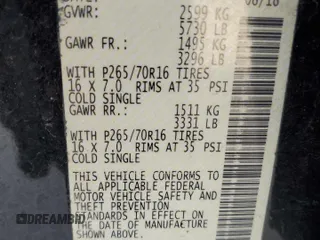 GVWR: 2599 KG
5730 LB
GAWR FR.: 1495 KG
3296 LB
WITH P265/70R16 TIRES
16 X 7.0 RIMS AT 35 PSI
COLD SINGLE
GAWR RR.: 1511 KG
3331 LB
WITH P265/70R16 TIRES
16 X 7.0 RIMS AT 35 PSI
COLD SINGLE
THIS VEHICLE CONFORMS TO
ALL APPLICABLE FEDERAL
MOTOR VEHICLE SAFETY AND
THEFT PREVENTION
STANDARDS IN EFFECT ON
THE DATE OF MANUFACTURE
SHOWN ABOVE.
DREAMBID